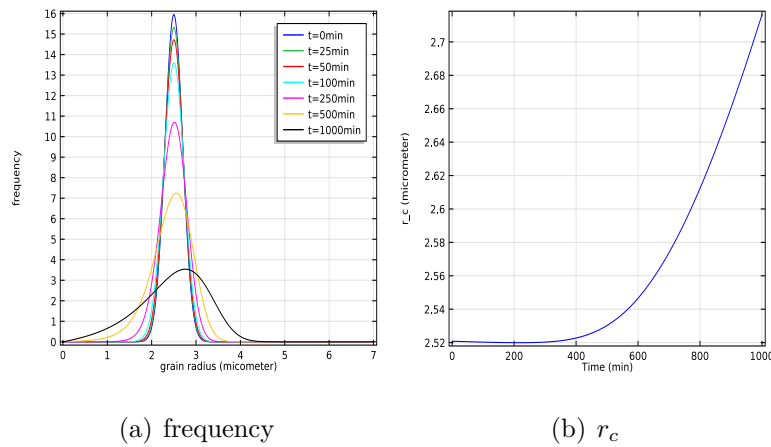 16
15
14
13
12
11
10
9
8
7
6
5
4
3
2
1
0
frequency
t=0min
t=25min
t=50min
t=100min
t=250min
t=500min
t=1000min
0 1 2 3 4 5 6 7
grain radius (micometer)
(a) frequency
2,7
2,68
2,66
2,64
2,62
2,6
2,58
2,56
2,54
2,52
r_c (micrometer)
0 200 400 600 800 1000
Time (min)
(b) r_c